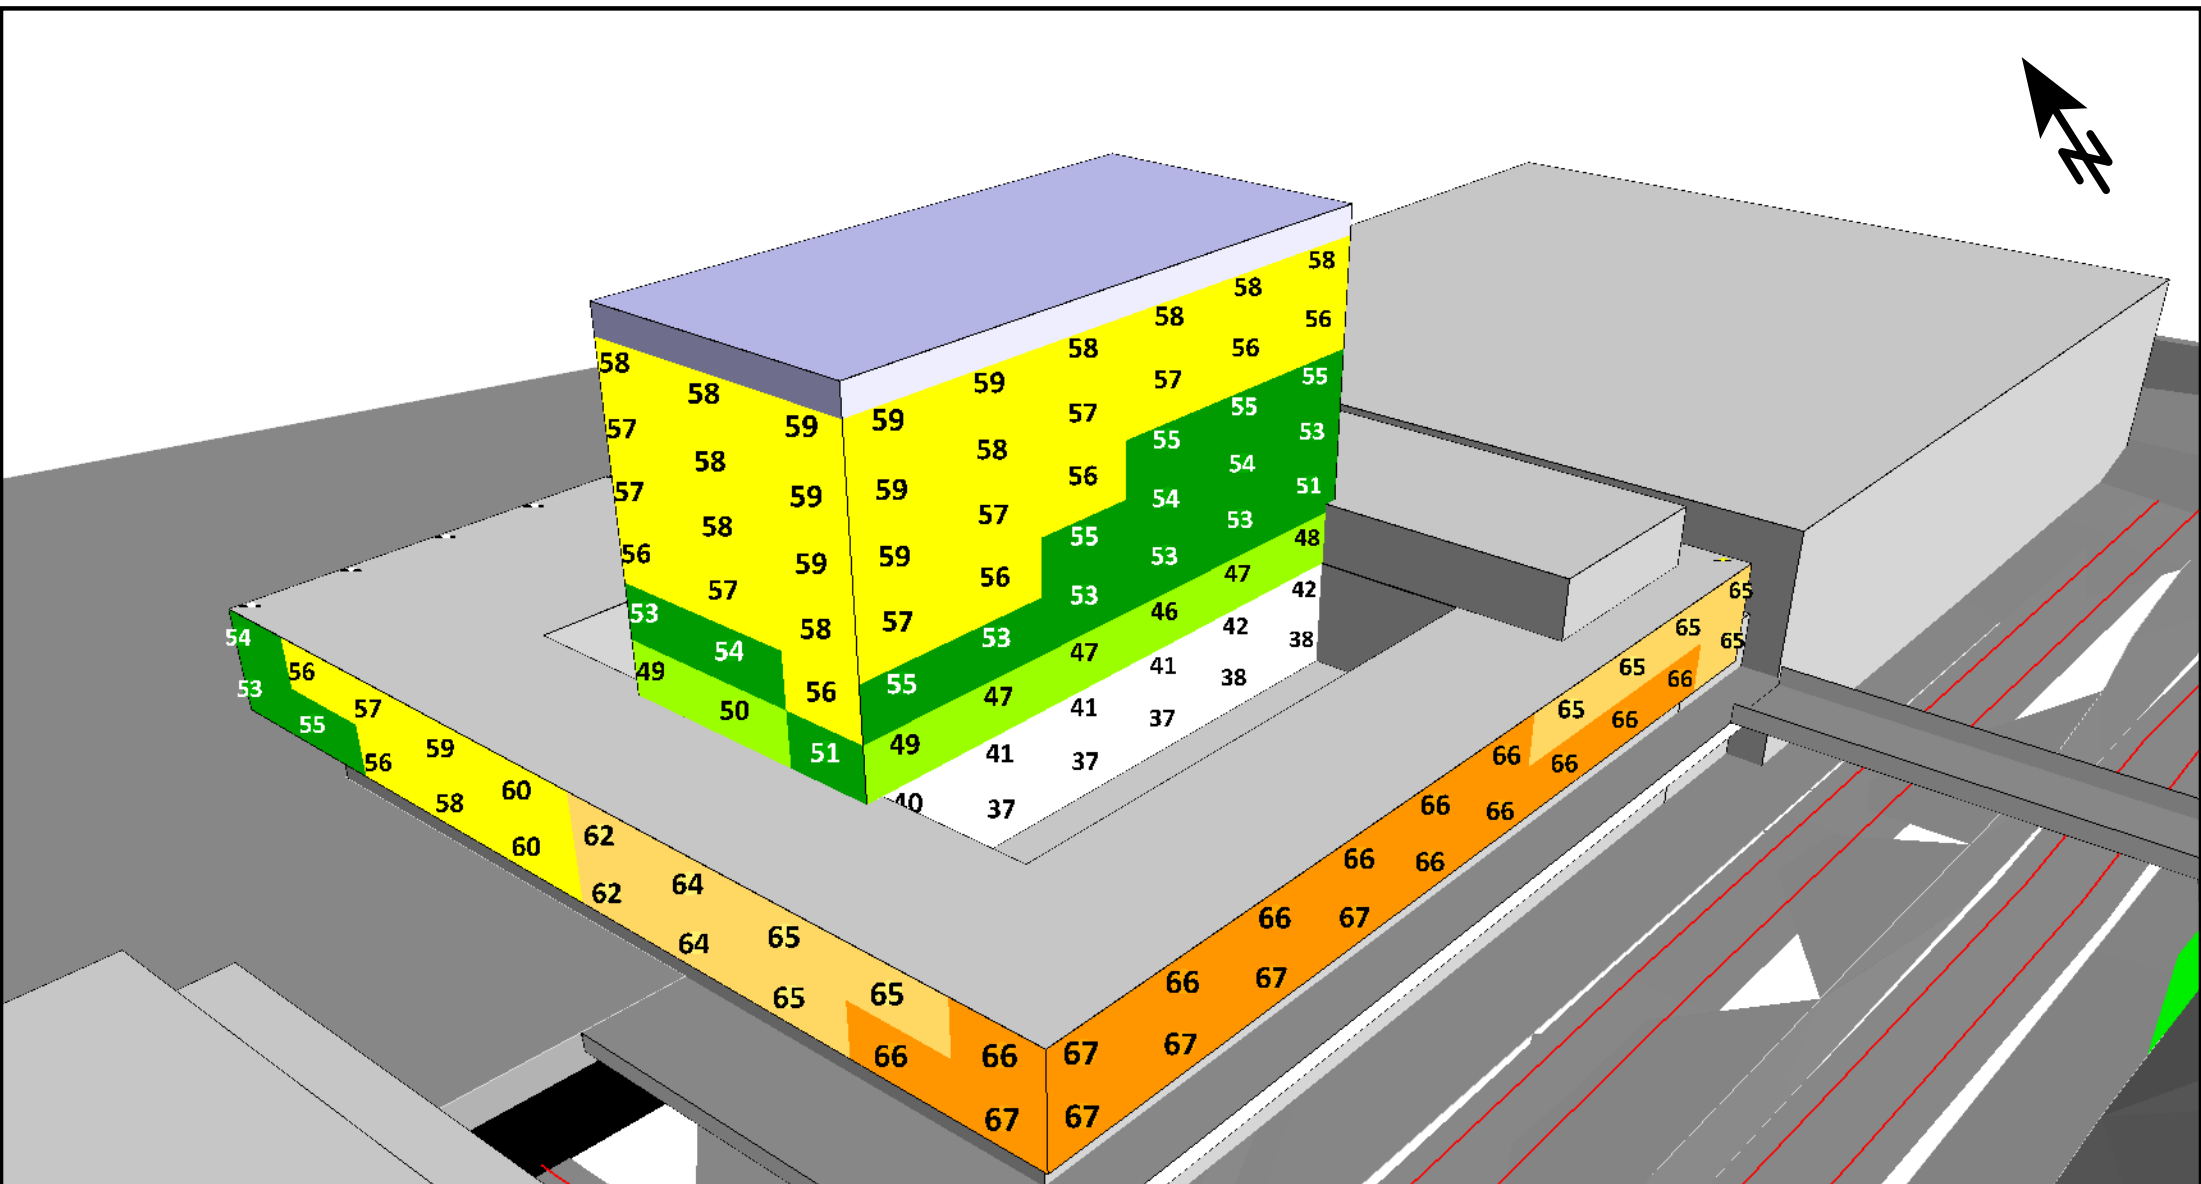 N
58 58 59
57 58 59
57 58 59
56 57 58
53 54 56
49 50 51
59 59 58 58 58 58
59 58 57 57 56 56
59 57 56 55 55 55
57 56 55 54 54 53
55 53 53 53 53 51
49 47 47 46 47 48
40 41 41 41 42 42
37 37 37 38 38
54 56 57 59 60 62 64 65 65 66
53 55 56 58 60 62 64 65 66 67
67 66 66 66 66 66 65 65 65 65
67 67 67 67 66 66 66 66 66 65